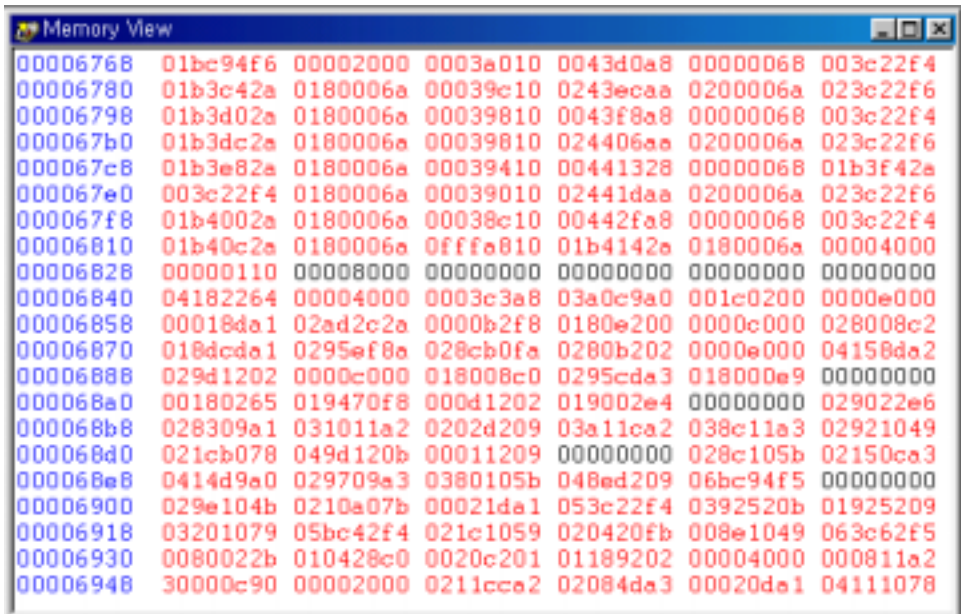 Memory View
00006768 01bc94f6 00002000 0003a010 0043d0a8 00000068 003c22f4
00006780 01b3c42a 0180006a 00039c10 0243ecaa 0200006a 023c22f6
00006798 01b3d02a 0180006a 00039810 0043f8a8 00000068 003c22f4
000067b0 01b3dc2a 0180006a 00039810 024406aa 0200006a 023c22f6
000067c8 01b3e82a 0180006a 00039410 00441328 00000068 01b3f42a
000067e0 003c22f4 0180006a 00039010 02441daa 0200006a 023c22f6
000067f8 01b4002a 0180006a 00038c10 00442fa8 00000068 003c22f4
00006810 01b40c2a 0180006a 0fffa810 01b4142a 0180006a 00004000
00006828 00000110 00008000 00000000 00000000 00000000 00000000
00006840 04182264 00004000 0003c3a8 03a0c9a0 001c0200 0000e000
00006858 00018da1 02ad2c2a 0000b2f8 0180e200 0000c000 028008c2
00006870 018dcda1 0295ef8a 028cb0fa 0280b202 0000e000 04158da2
00006888 029d1202 0000c000 018008c0 0295cda3 018000e9 00000000
000068a0 00180265 019470f8 000d1202 019002e4 00000000 029022e6
000068b8 028309a1 031011a2 0202d209 03a11ca2 038c11a3 02921049
000068d0 021cb078 049d120b 00011209 00000000 028c105b 02150ca3
000068e8 0414d9a0 029709a3 0380105b 048ed209 06bc94f5 00000000
00006900 029e104b 0210a07b 00021da1 053c22f4 0392520b 01925209
00006918 03201079 05bc42f4 021c1059 020420fb 008e1049 063c62f5
00006930 0080022b 010428c0 0020c201 01189202 00004000 000811a2
00006948 30000c90 00002000 0211cca2 02084da3 00020da1 04111078